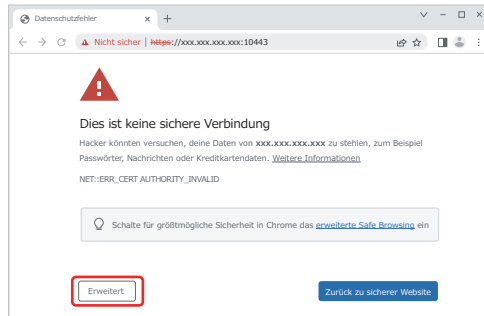 Datenschutzfehler
Nicht sicher | https://xxx.xxx.xxx.xxx:10443
Dies ist keine sichere Verbindung
Hacker könnten versuchen, deine Daten von xxx.xxx.xxx.xxx zu stehlen, zum Beispiel
Passwörter, Nachrichten oder Kreditkartendaten. Weitere Informationen
NET::ERR_CERT AUTHORITY_INVALID
Schalte für größtmögliche Sicherheit in Chrome das erweiterte Safe Browsing ein
Erweitert
Zurück zu sicherer Website